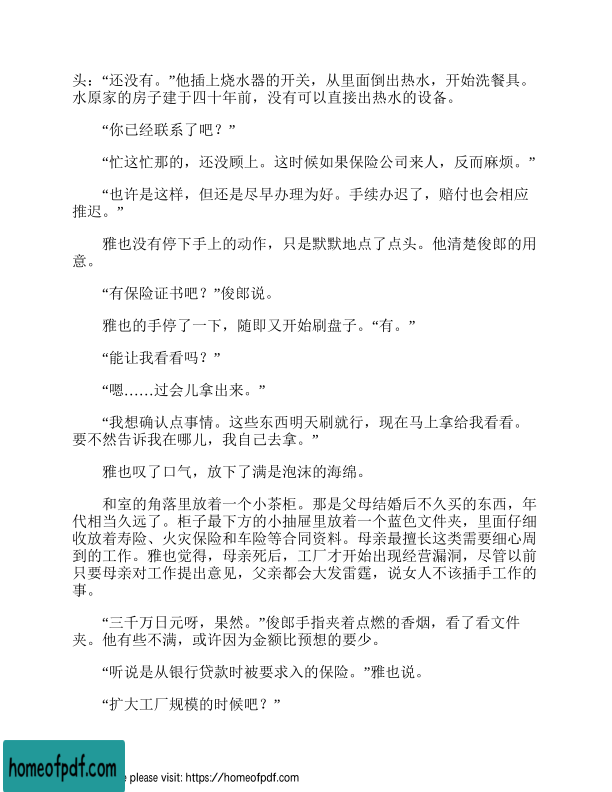 头：“还没有。”他插上烧水器的开关，从里面倒出热水，开始洗餐具。
水原家的房子建于四十年前，没有可以直接出热水的设备。
“你已经联系了吧？”
“忙这忙那的，还没顾上。这时候如果保险公司来人，反而麻烦。”
“也许是这样，但还是尽早办理为好。手续办迟了，赔付也会相应
推迟。”
雅也没有停下手上的动作，只是默默地点了点头。他清楚俊郎的用
意。
“有保险证书吧？”俊郎说。
雅也的手停了一下，随即又开始刷盘子。“有。”
“能让我看看吗？”
“嗯……过会儿拿出来。”
“我想确认点事情。这些东西明天刷就行，现在马上拿给我看看。
要不然告诉我在哪儿，我自己去拿。”
雅也叹了口气，放下了满是泡沫的海绵。
和室的角落里放着一个小茶柜。那是父母结婚后不久买的东西，年
代相当久远了。柜子最下方的小抽屉里放着一个蓝色文件夹，里面仔细
收放着寿险、火灾保险和车险等合同资料。母亲最擅长这类需要细心周
到的工作。雅也觉得，母亲死后，工厂才开始出现经营漏洞，尽管以前
只要母亲对工作提出意见，父亲都会大发雷霆，说女人不该插手工作的
事。
“三千万日元呀，果然。”俊郎手指夹着点燃的香烟，看了看文件
夹。他有些不满，或许因为金额比预想的要少。
“听说是从银行贷款时被要求入的保险。”雅也说。
“扩大工厂规模的时候吧？”
homeofpdf.com
e please visit: https://homeofpdf.com